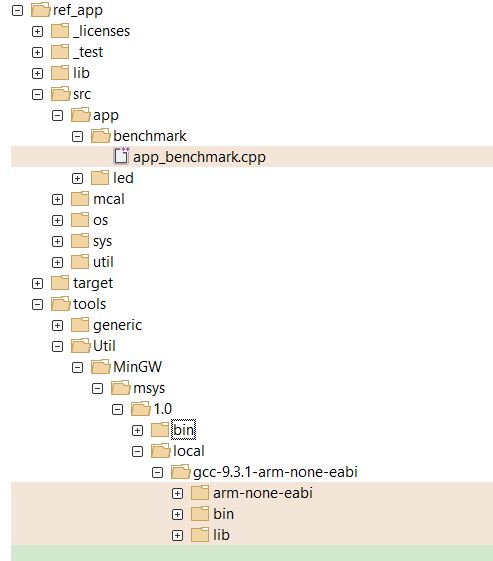 ref_app
_licenses
_test
lib
src
app
benchmark
app_benchmark.cpp
led
mcal
os
sys
util
target
tools
generic
Util
MinGW
msys
1.0
bin
local
gcc-9.3.1-arm-none-eabi
arm-none-eabi
bin
lib